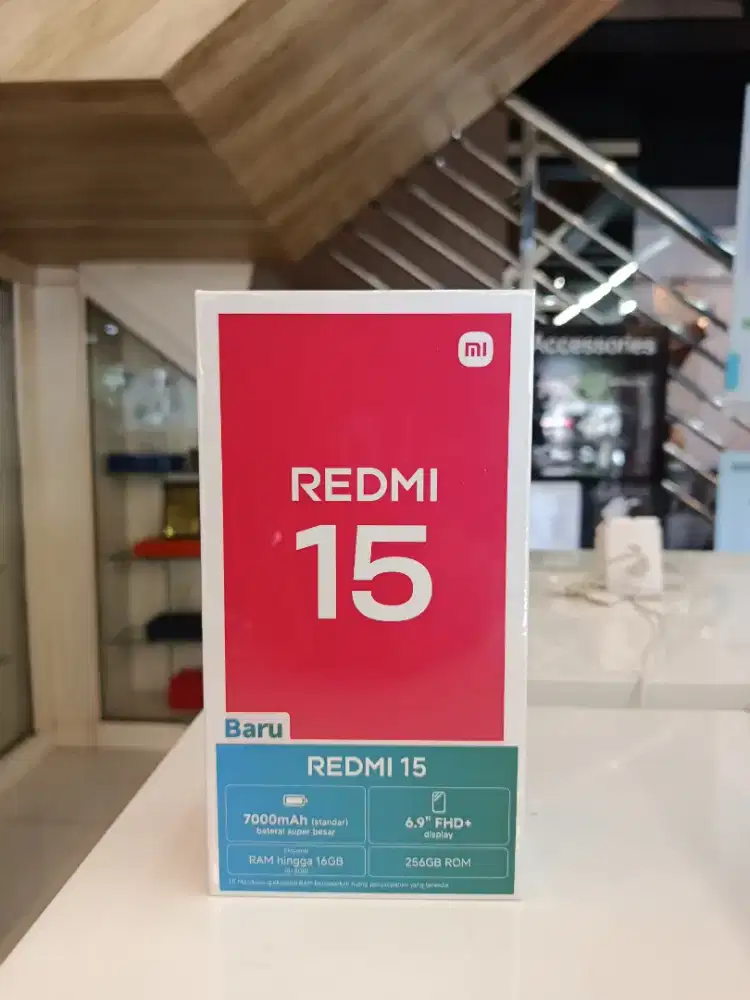 Accessories
mi
REDMI
15
Baru
REDMI 15
7000mAh (standar)
baterai super besar
6.9" FHD+
display
Ekspansi
RAM hingga 16GB
256GB ROM